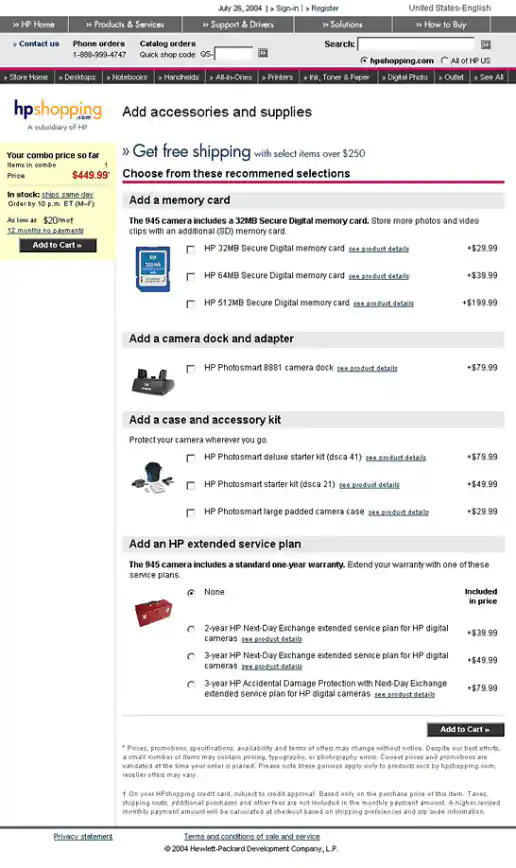 July 26, 2004 | » Sign-in | » Register United States-English
» HP Home » Products & Services » Support & Drivers » Solutions » How to Buy
» Contact us Phone orders Catalog orders Search: »
1-888-999-4747 Quick shop code QS- » hpshopping.com All of HP US
» Store Home » Desktops » Notebooks » Handhelds » All-in-Ones » Printers » Ink, Toner & Paper » Digital Photo » Outlet » See All
hpshopping.com
A subsidiary of HP
Add accessories and supplies
Your combo price so far
Items in combo 1
Price $449.99*
In stock: ships same day
Order by 10 p.m. ET (M–F)
As low as $20/mo†
12 months no payments
Add to Cart »
» Get free shipping with select items over $250
Choose from these recommened selections
Add a memory card
The 945 camera includes a 32MB Secure Digital memory card. Store more photos and video
clips with an additional (SD) memory card.
HP 32MB Secure Digital memory card see product details +$29.99
HP 64MB Secure Digital memory card see product details +$39.99
HP 512MB Secure Digital memory card see product details +$199.99
Add a camera dock and adapter
HP Photosmart 8881 camera dock see product details +$79.99
Add a case and accessory kit
Protect your camera wherever you go.
HP Photosmart deluxe starter kit (dsca 41) see product details +$79.99
HP Photosmart starter kit (dsca 21) see product details +$49.99
HP Photosmart large padded camera case see product details +$29.99
Add an HP extended service plan
The 945 camera includes a standard one-year warranty. Extend your warranty with one of these
service plans.
None Included
in price
2-year HP Next-Day Exchange extended service plan for HP digital
cameras see product details +$39.99
3-year HP Next-Day Exchange extended service plan for HP digital
cameras see product details +$49.99
3-year HP Accidental Damage Protection with Next-Day Exchange
extended service plan for HP digital cameras see product details +$79.99
Add to Cart »
* Prices, promotions, specifications, availability and terms of offers may change without notice. Despite our best efforts,
a small number of items may contain pricing, typography, or photography errors. Correct prices and promotions are
validated at the time your order is placed. Please note these policies apply only to products sold by hpshopping.com;
reseller offers may vary.
† On your HPshopping credit card, subject to credit approval. Based only on the purchase price of this item. Taxes,
shipping costs, additional purchases and other fees are not included in the monthly payment amount. A higher revised
monthly payment amount will be calculated at checkout based on shipping preferences and zip code information.
Privacy statement Terms and conditions of sale and service
© 2004 Hewlett-Packard Development Company, L.P.